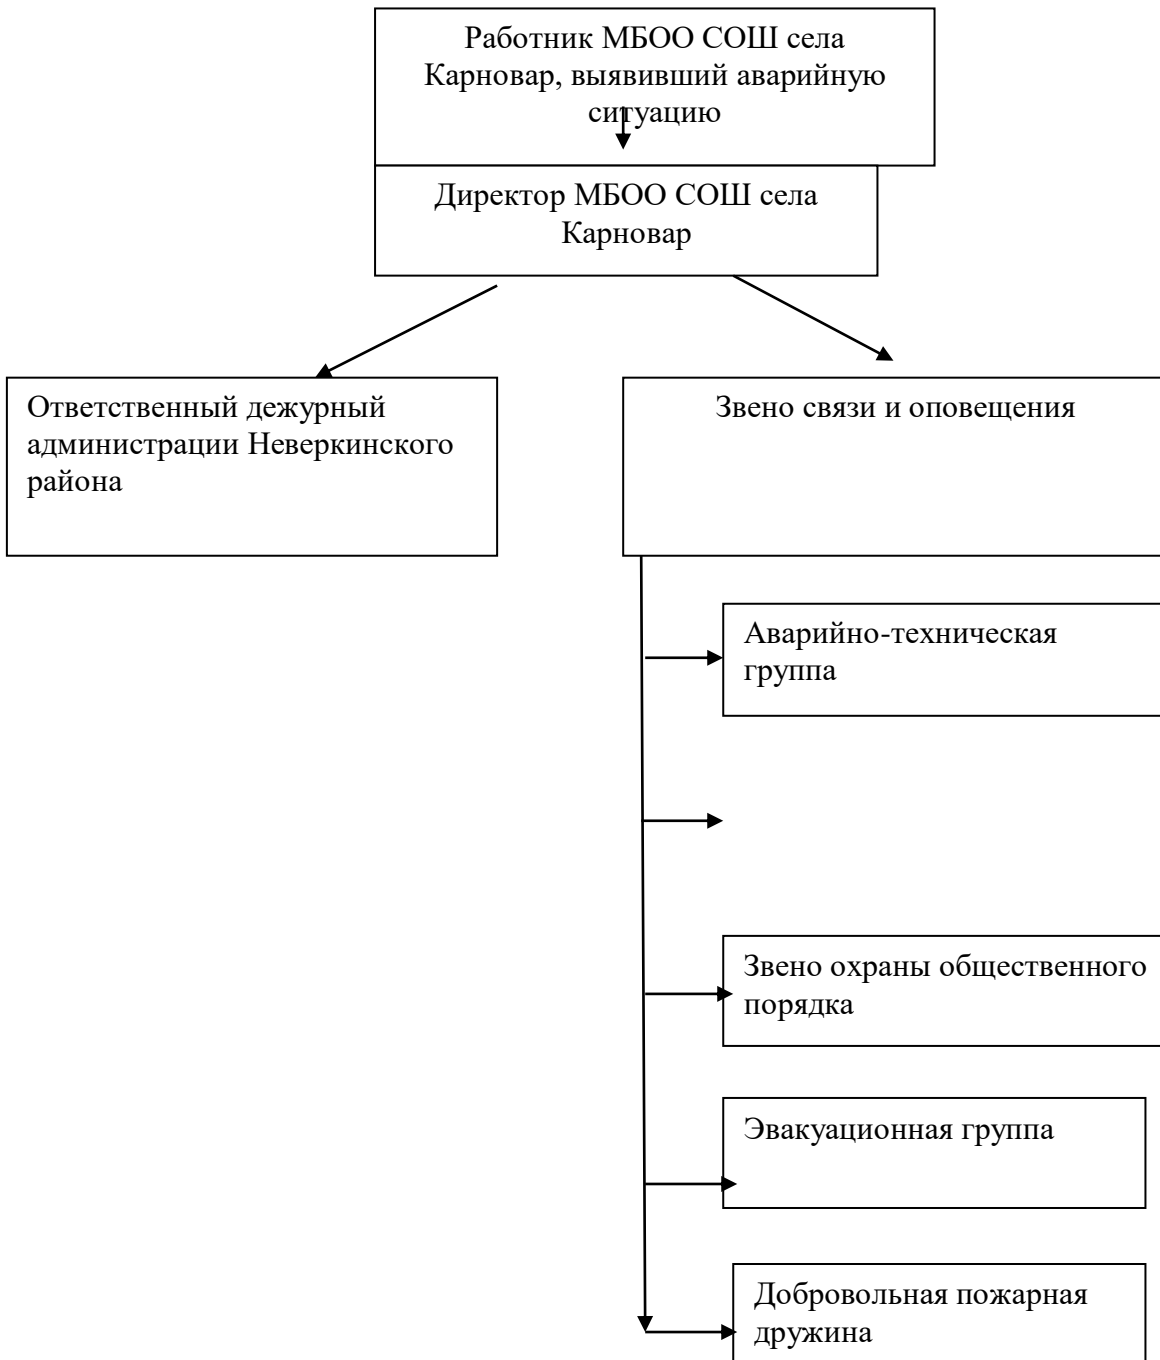 Работник МБОО СОШ села
Карновар, выявивший аварийную
ситуацию
Директор МБОО СОШ села
Карновар
Ответственный дежурный
администрации Неверкинского
района
Звено связи и оповещения
Аварийно-техническая
группа
Звено охраны общественного
порядка
Эвакуационная группа
Добровольная пожарная
дружина